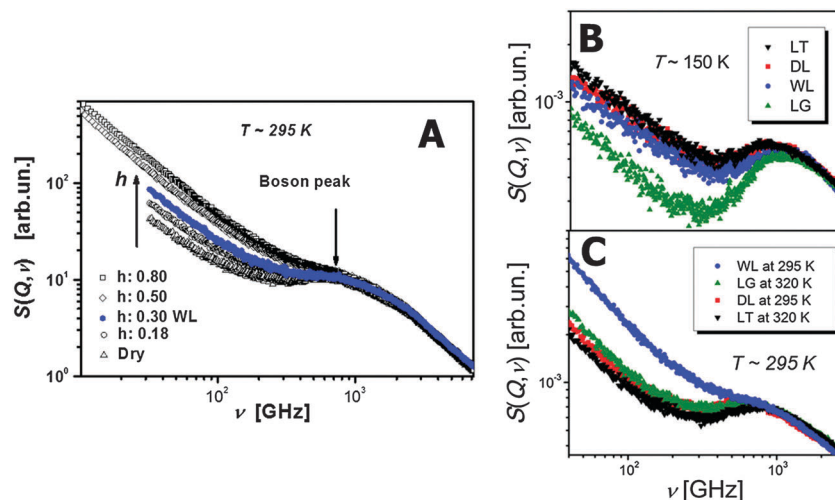 A
T ~ 295 K
Boson peak
h
h: 0.80
h: 0.50
h: 0.30 WL
h: 0.18
Dry
S(Q,ν) [arb.un.]
10²
10¹
10⁰
10²
10³
ν [GHz]
B
T ~ 150 K
LT
DL
WL
LG
S(Q,ν) [arb.un.]
10⁻³
C
WL at 295 K
LG at 320 K
DL at 295 K
LT at 320 K
T ~ 295 K
S(Q,ν) [arb.un.]
10⁻³
10²
10³
ν [GHz]